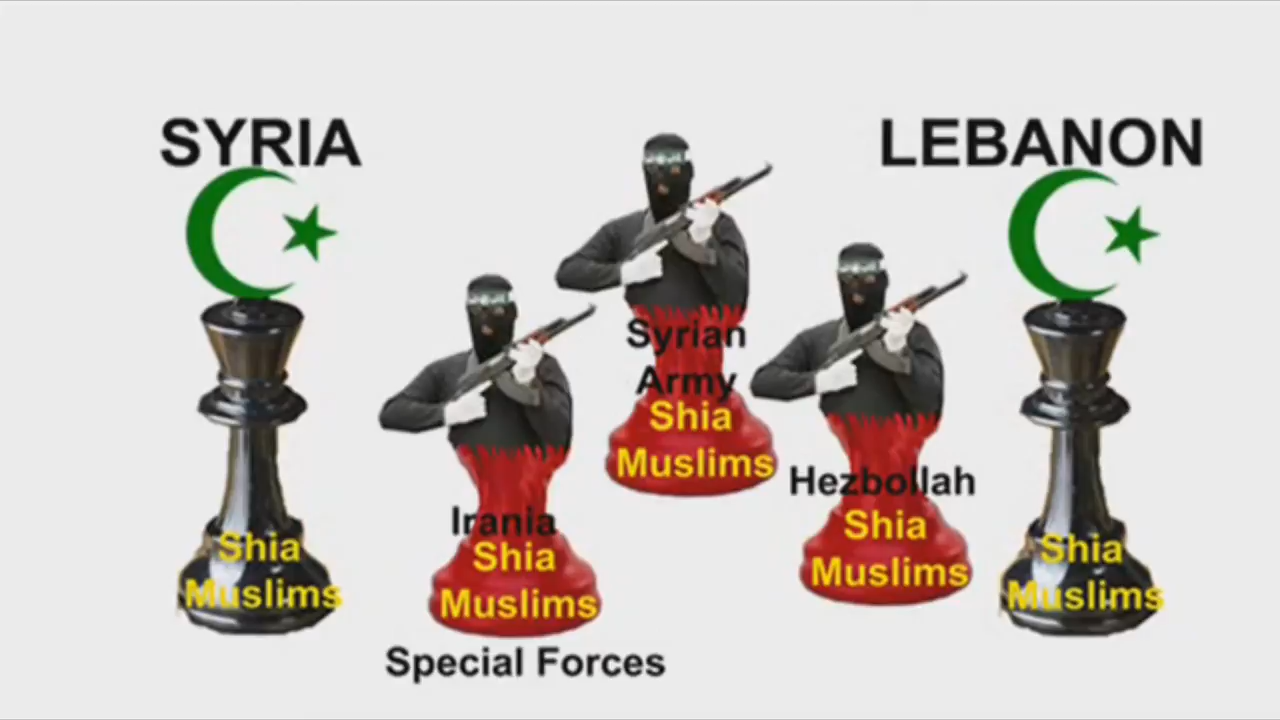 SYRIA
LEBANON
Syrian
Army
Shia
Muslims
Hezbollah
Shia
Muslims
Irania
Shia
Muslims
Special Forces
Shia
Muslims
Shia
Muslims